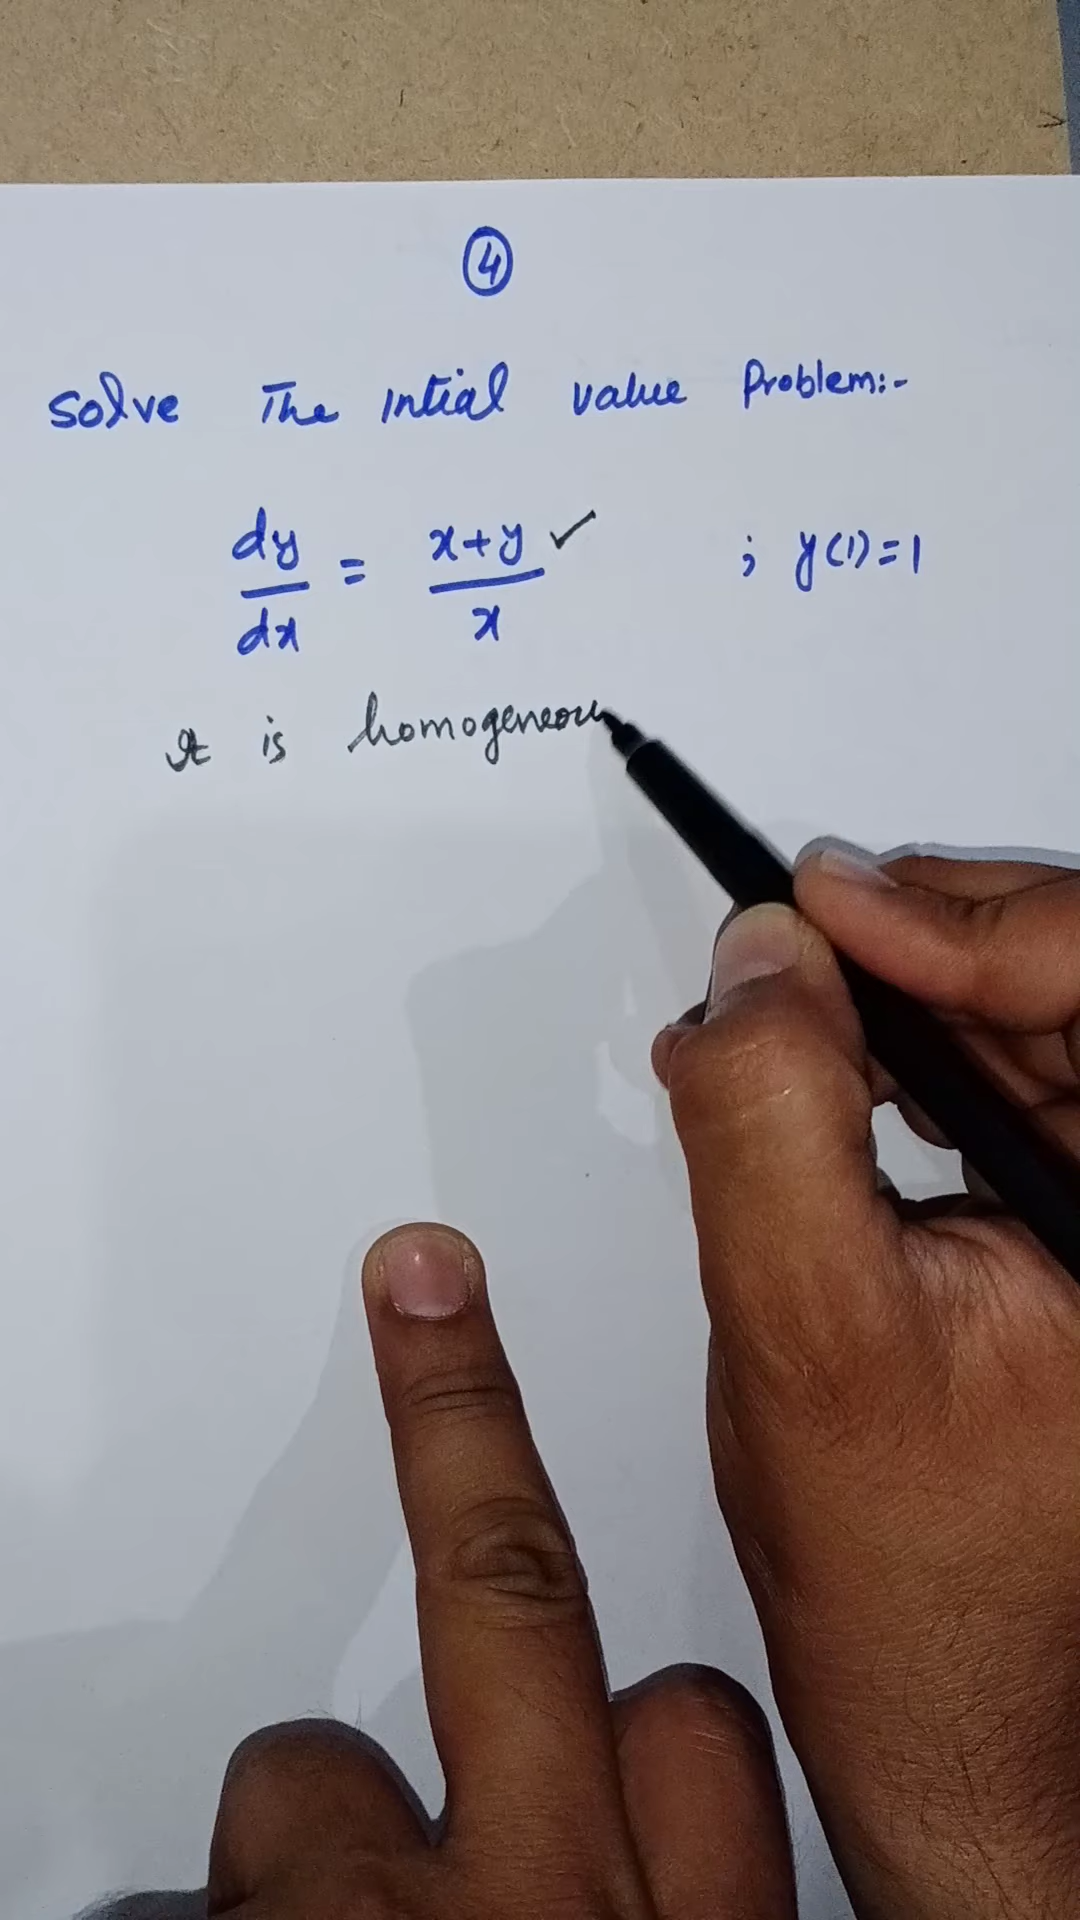 4
Solve The intial value Problem:-
dy/dx = x+y/x ✓ ; y(1)=1
It is homogeneou